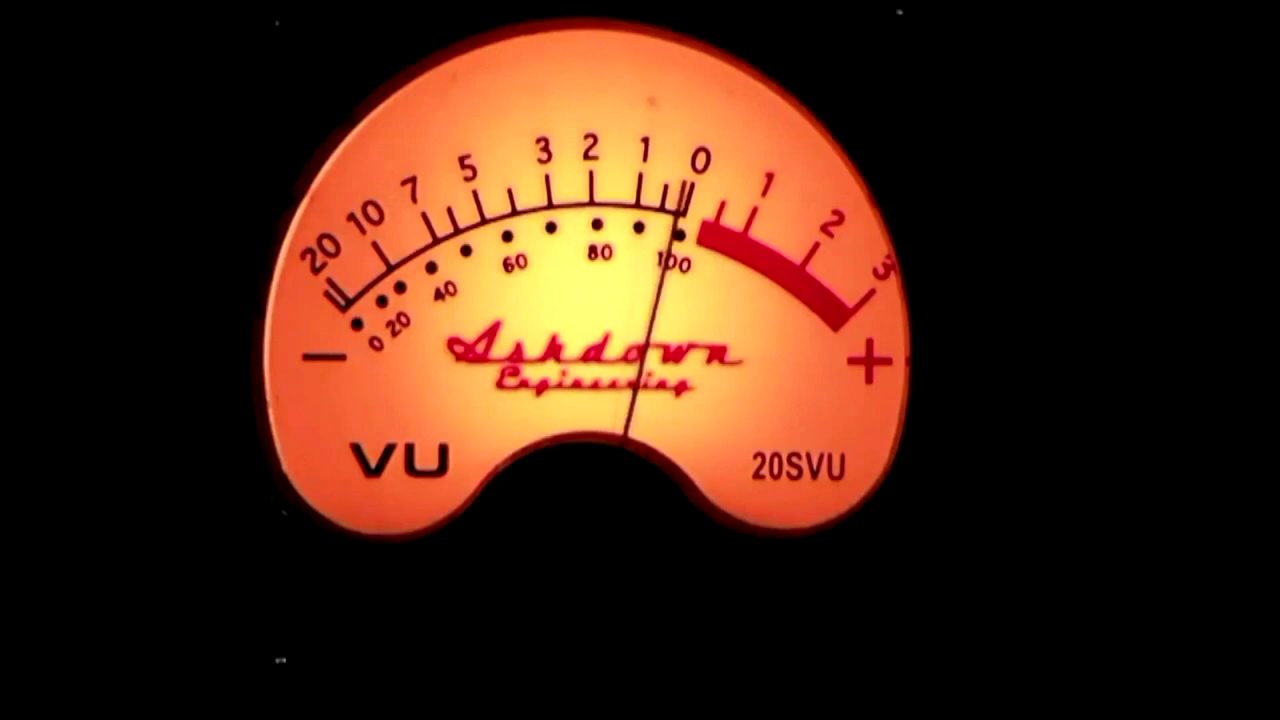 20 10 7 5 3 2 1 0 1 2 3
0 20 40 60 80 100
− +
Ashdown
Engineering
VU 20SVU